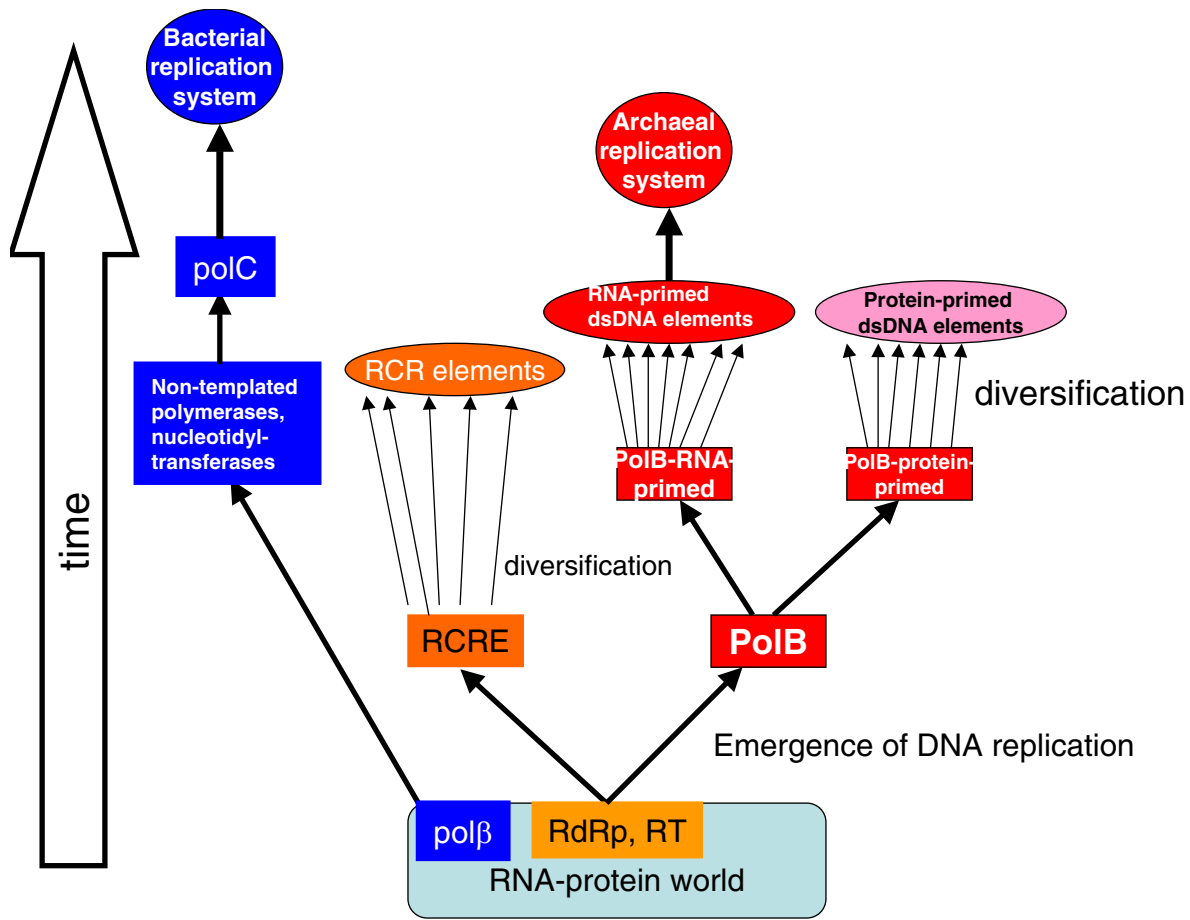 Bacterial
replication
system
Archaeal
replication
system
polC
RNA-primed
dsDNA elements
Protein-primed
dsDNA elements
RCR elements
diversification
Non-templated
polymerases,
nucleotidyl-
transferases
PolB-RNA-
primed
PolB-protein-
primed
time
diversification
RCRE
PolB
Emergence of DNA replication
polβ
RdRp, RT
RNA-protein world